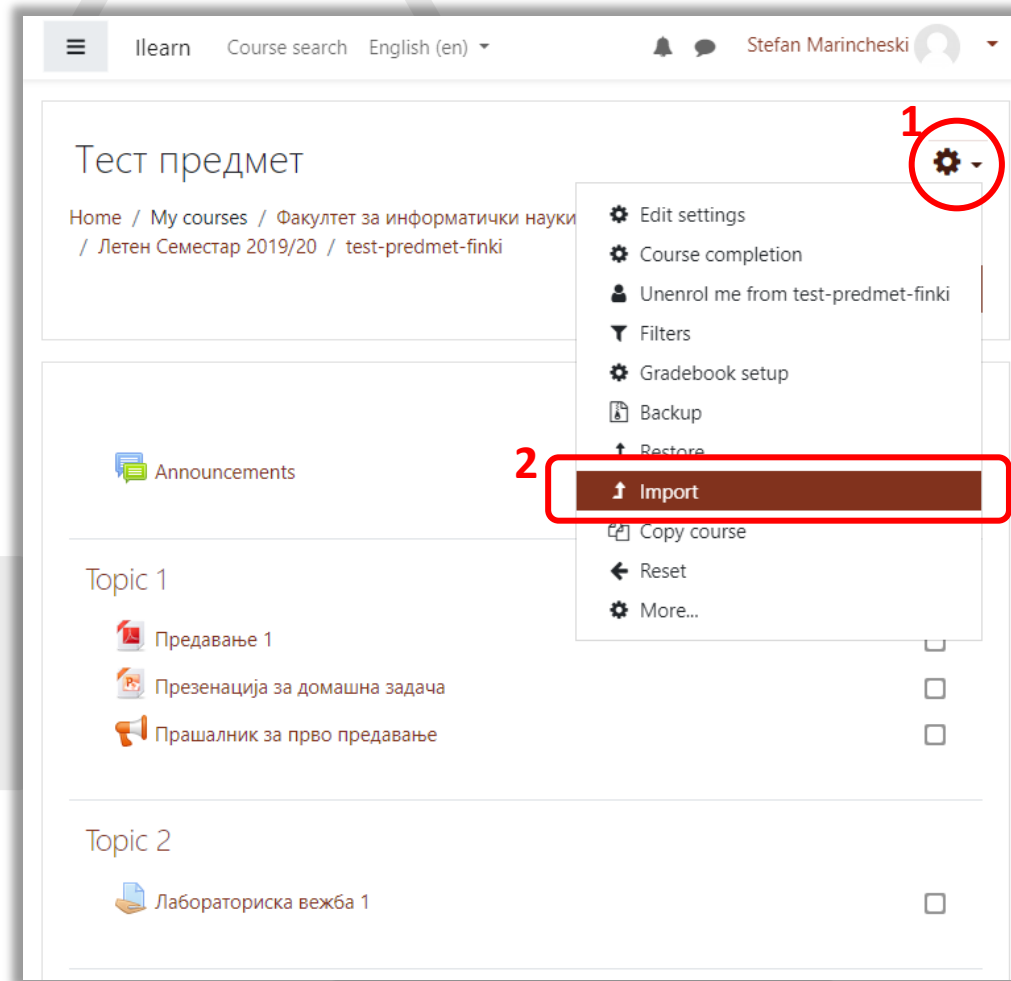 Ilearn Course search English (en) Stefan Marincheski
1
Тест предмет
Home / My courses / Факултет за информатички науки
/ Летен Семестар 2019/20 / test-predmet-finki
Edit settings
Course completion
Unenrol me from test-predmet-finki
Filters
Gradebook setup
Backup
Restore
2
Import
Copy course
Reset
More...
Announcements
Topic 1
Предавање 1
Презенација за домашна задача
Прашалник за прво предавање
Topic 2
Лабораториска вежба 1